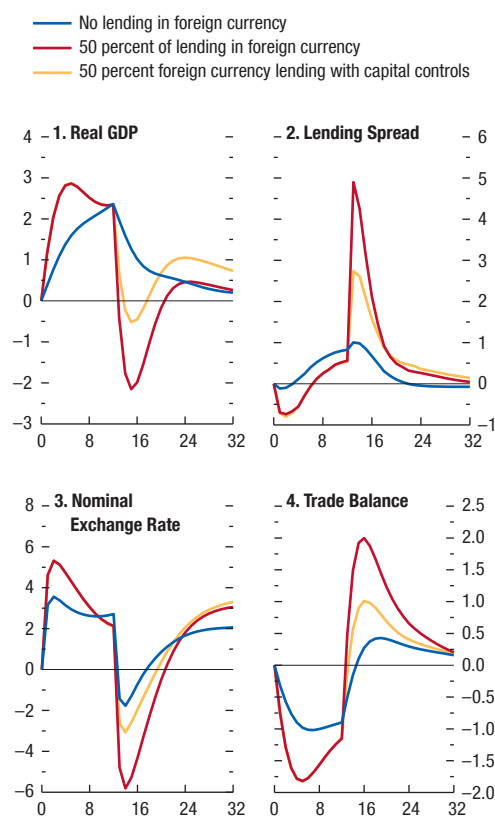 No lending in foreign currency
50 percent of lending in foreign currency
50 percent foreign currency lending with capital controls
1. Real GDP
4
3
2
1
0
−1
−2
−3
0 8 16 24 32
2. Lending Spread
6
5
4
3
2
1
0
−1
0 8 16 24 32
3. Nominal
Exchange Rate
8
6
4
2
0
−2
−4
−6
0 8 16 24 32
4. Trade Balance
2.5
2.0
1.5
1.0
0.5
0.0
−0.5
−1.0
−1.5
−2.0
0 8 16 24 32